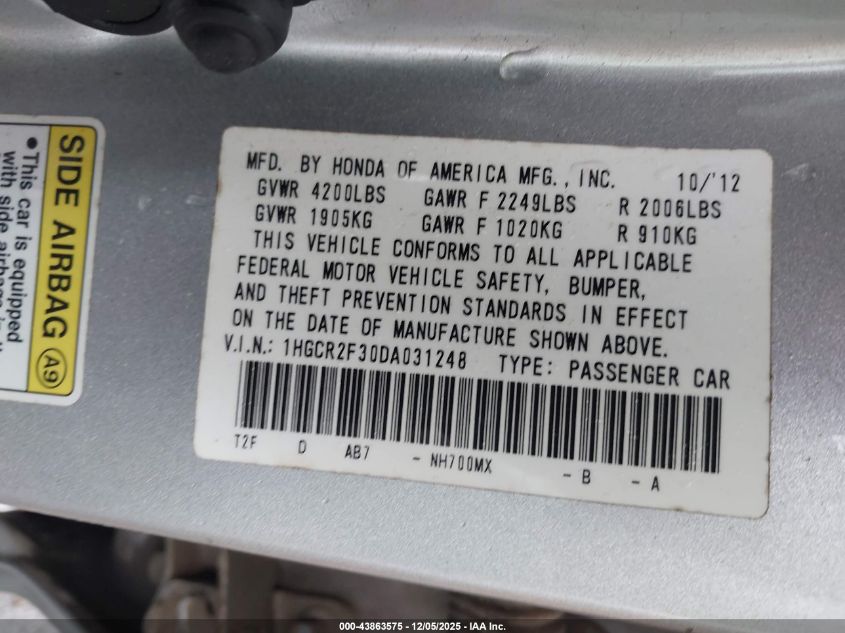 SIDE AIRBAG A9
•This car is equipped
with side airbags
MFD. BY HONDA OF AMERICA MFG., INC. 10/'12
GVWR 4200LBS GAWR F 2249LBS R 2006LBS
GVWR 1905KG GAWR F 1020KG R 910KG
THIS VEHICLE CONFORMS TO ALL APPLICABLE
FEDERAL MOTOR VEHICLE SAFETY, BUMPER,
AND THEFT PREVENTION STANDARDS IN EFFECT
ON THE DATE OF MANUFACTURE SHOWN ABOVE.
V.I.N.: 1HGCR2F30DA031248 TYPE: PASSENGER CAR
T2F D AB7 - NH700MX - B - A
000-43863575 - 12/05/2025 - IAA Inc.